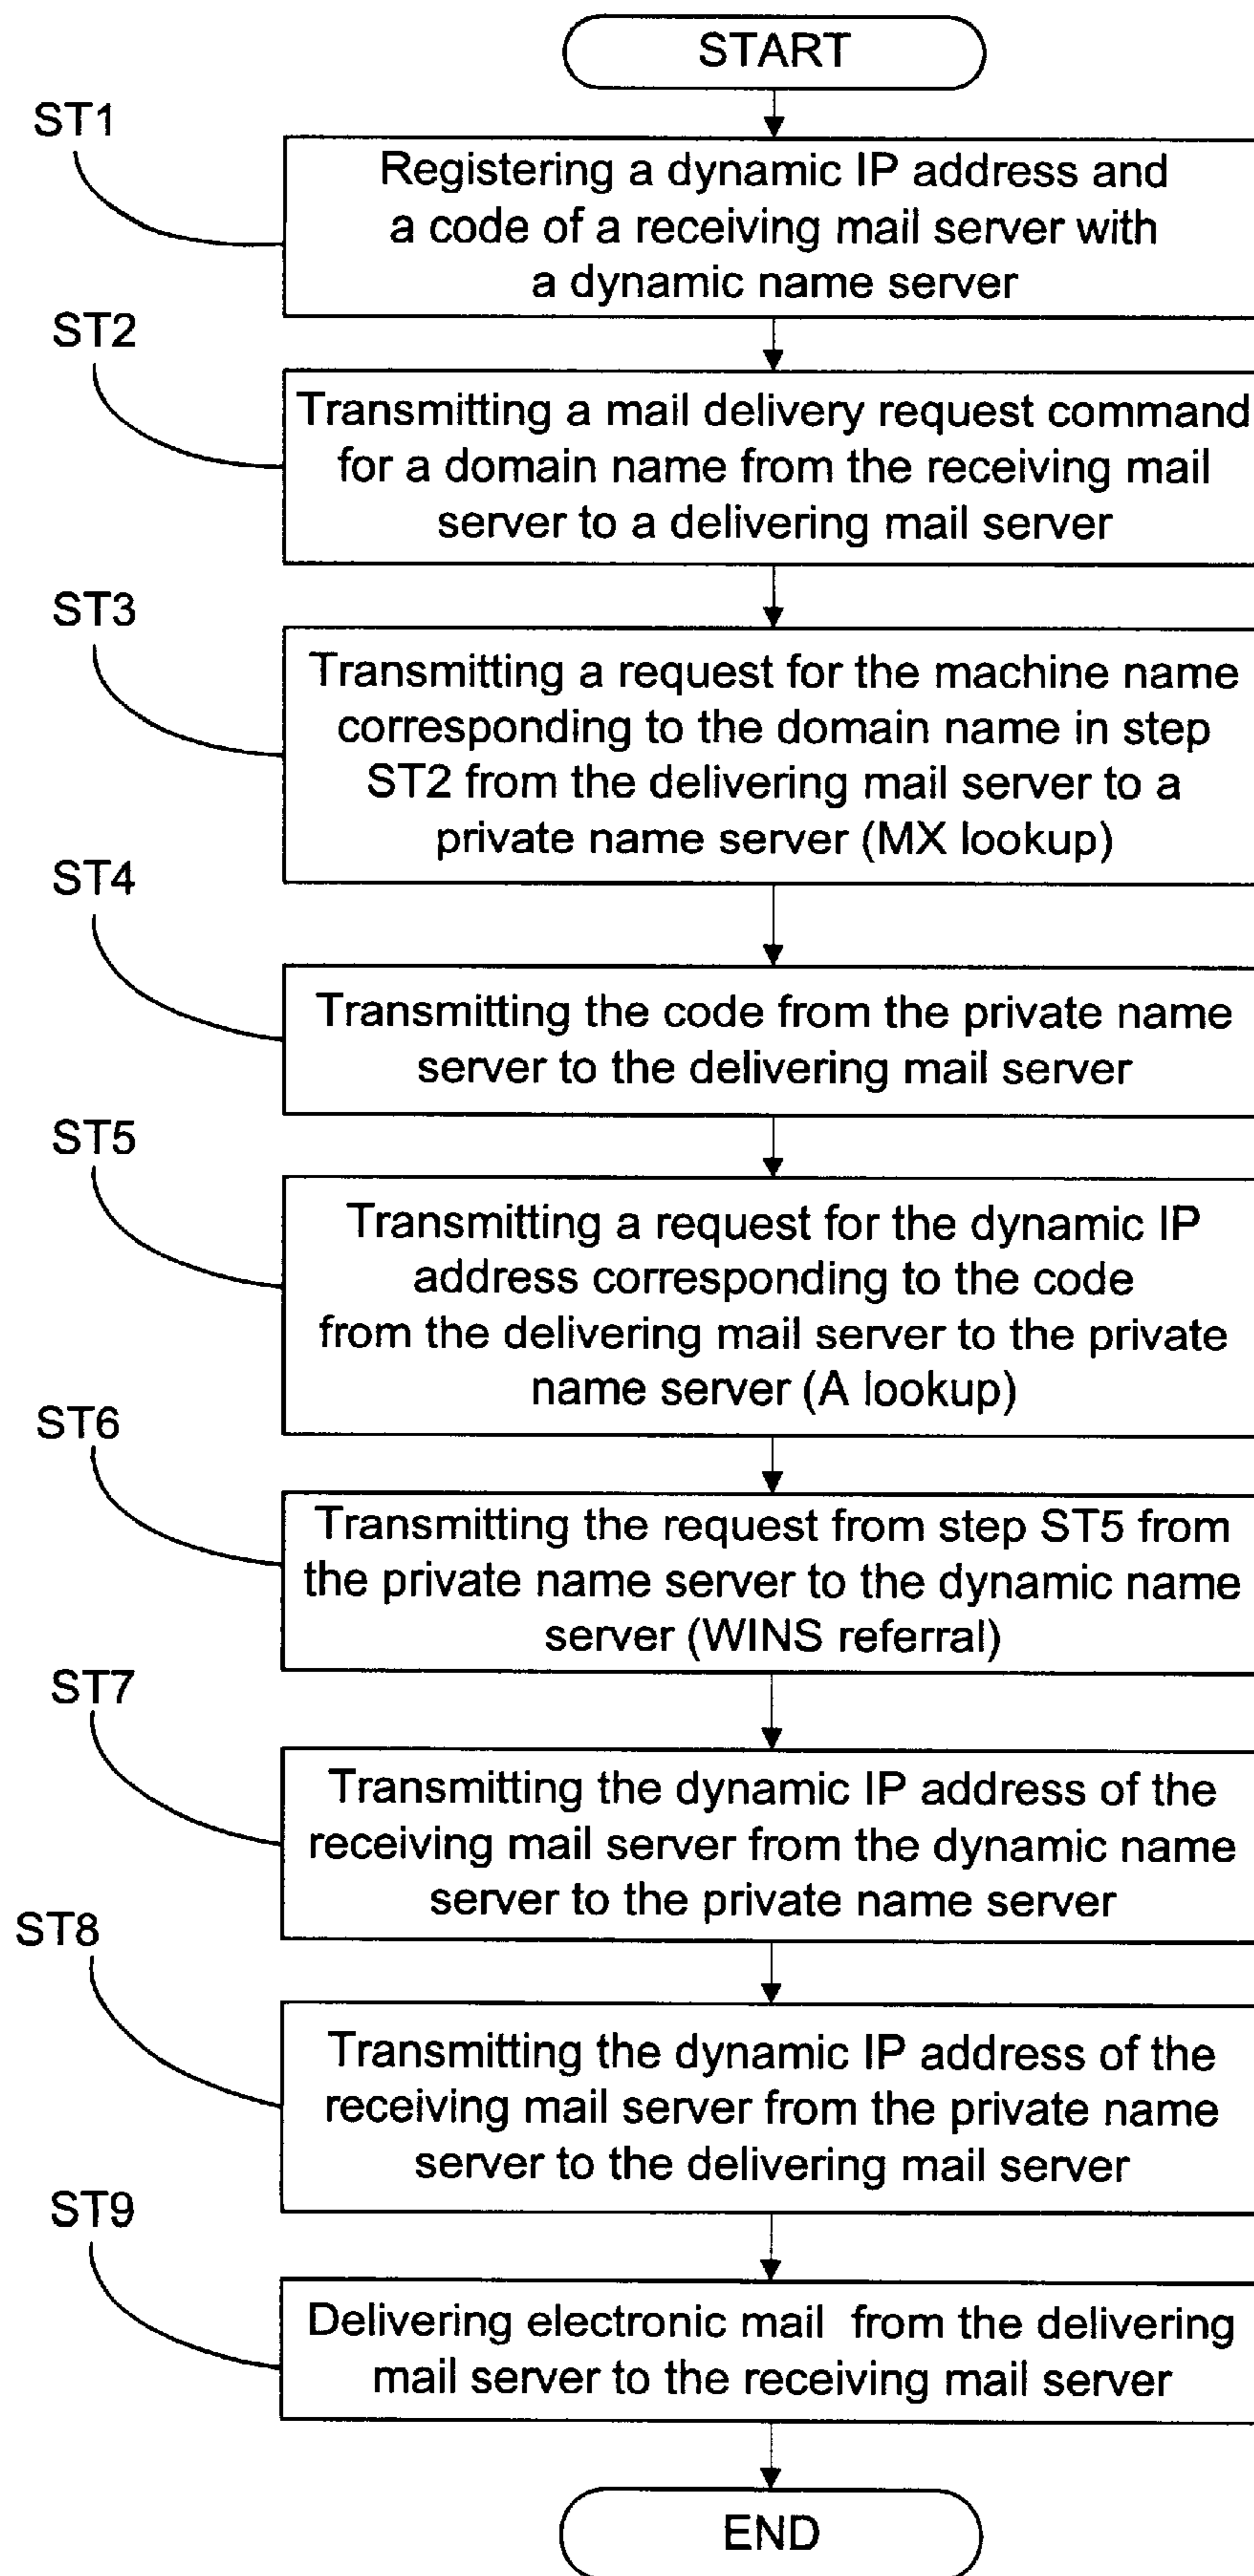 START
ST1
Registering a dynamic IP address and
a code of a receiving mail server with
a dynamic name server
ST2
Transmitting a mail delivery request command
for a domain name from the receiving mail
server to a delivering mail server
ST3
Transmitting a request for the machine name
corresponding to the domain name in step
ST2 from the delivering mail server to a
private name server (MX lookup)
ST4
Transmitting the code from the private name
server to the delivering mail server
ST5
Transmitting a request for the dynamic IP
address corresponding to the code
from the delivering mail server to the private
name server (A lookup)
ST6
Transmitting the request from step ST5 from
the private name server to the dynamic name
server (WINS referral)
ST7
Transmitting the dynamic IP address of the
receiving mail server from the dynamic name
server to the private name server
ST8
Transmitting the dynamic IP address of the
receiving mail server from the private name
server to the delivering mail server
ST9
Delivering electronic mail from the delivering
mail server to the receiving mail server
END